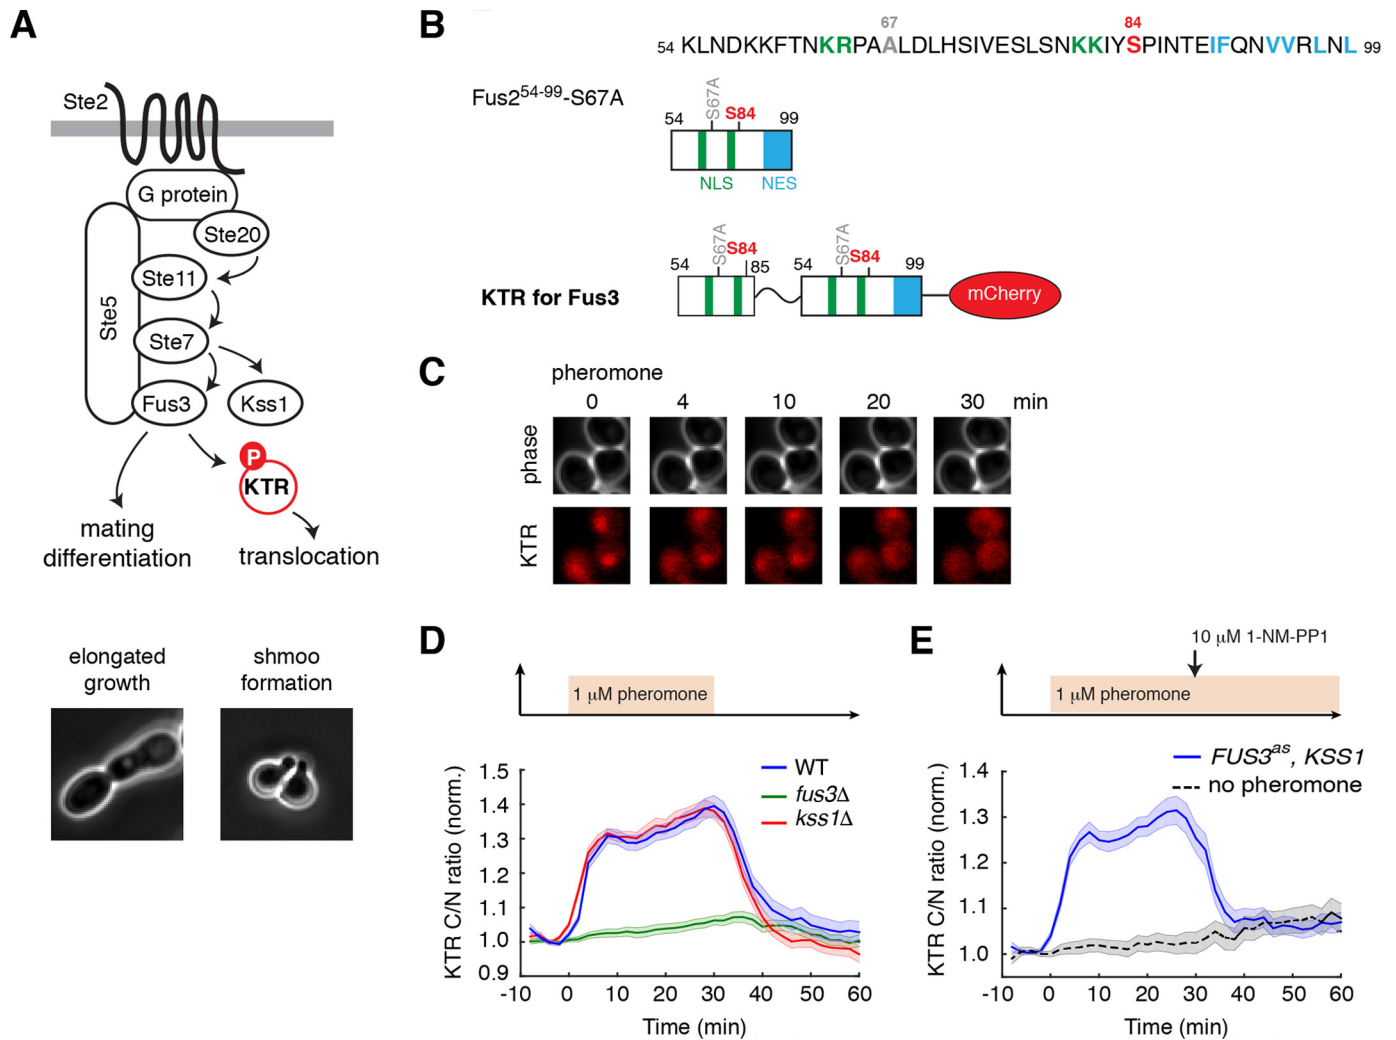 A
Ste2
G protein
Ste20
Ste11
Ste5
Ste7
Fus3
Kss1
P
KTR
mating
differentiation
translocation
elongated
growth
shmoo
formation
B
67
84
54 KLNDKKFTNKRPAALDLHSIVESLSNKKIYSPINTEIFQNVVRLNL 99
Fus254-99-S67A
54
S67A
S84
99
NLS
NES
KTR for Fus3
54
S67A
S84
85
54
S67A
S84
99
mCherry
C
pheromone
0 4 10 20 30 min
phase
KTR
D
1 μM pheromone
WT
fus3Δ
kss1Δ
KTR C/N ratio (norm.)
1.5
1.4
1.3
1.2
1.1
1.0
0.9
-10 0 10 20 30 40 50 60
Time (min)
E
10 μM 1-NM-PP1
1 μM pheromone
FUS3as, KSS1
no pheromone
KTR C/N ratio (norm.)
1.4
1.3
1.2
1.1
1.0
-10 0 10 20 30 40 50 60
Time (min)